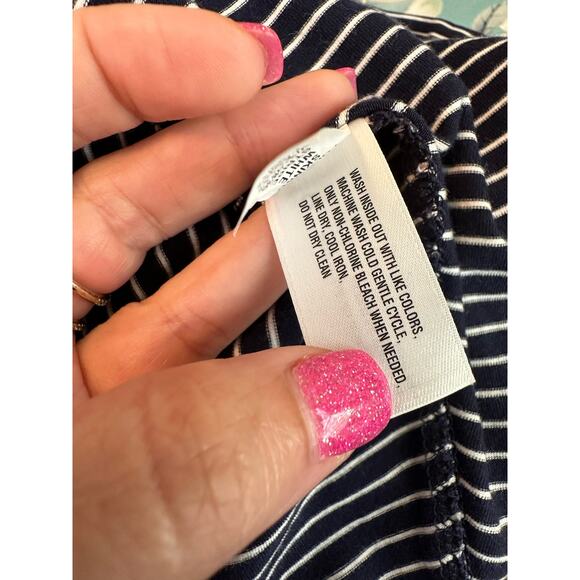 WASH INSIDE OUT WITH LIKE COLORS,
MACHINE WASH COLD GENTLE CYCLE,
ONLY NON-CHLORINE BLEACH WHEN NEEDED,
LINE DRY, COOL IRON,
DO NOT DRY CLEAN
WHITE